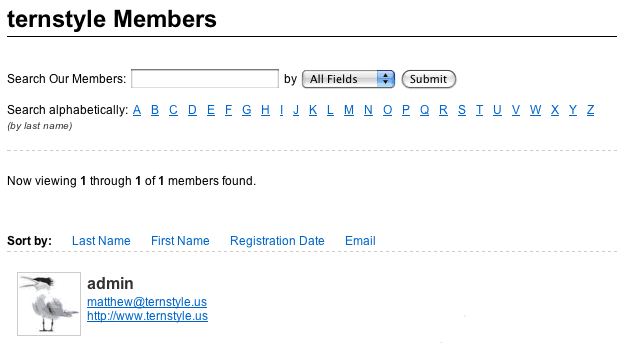 ternstyle Members
Search Our Members: by All Fields Submit
Search alphabetically: A B C D E F G H I J K L M N O P Q R S T U V W X Y Z
(by last name)
Now viewing 1 through 1 of 1 members found.
Sort by: Last Name First Name Registration Date Email
admin
matthew@ternstyle.us
http://www.ternstyle.us